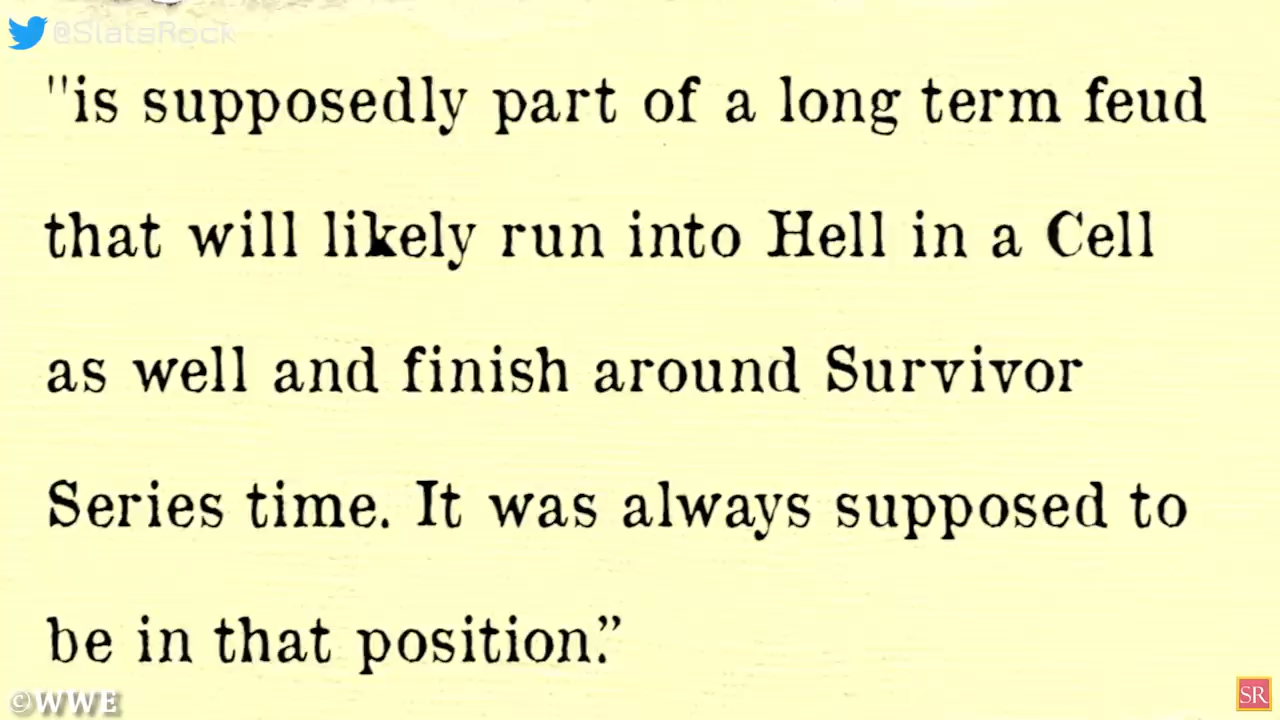 @SlatsRock
"is supposedly part of a long term feud
that will likely run into Hell in a Cell
as well and finish around Survivor
Series time. It was always supposed to
be in that position.”
©WWE
SR